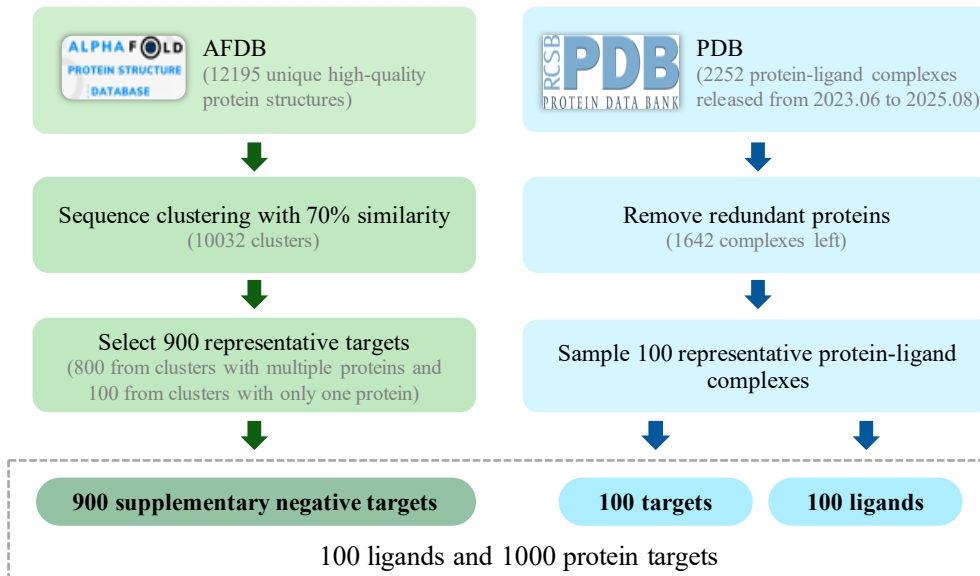 ALPHAFOLD
PROTEIN STRUCTURE
DATABASE
AFDB
(12195 unique high-quality
protein structures)
RCSB
PDB
PROTEIN DATA BANK
PDB
(2252 protein-ligand complexes
released from 2023.06 to 2025.08)
Sequence clustering with 70% similarity
(10032 clusters)
Remove redundant proteins
(1642 complexes left)
Select 900 representative targets
(800 from clusters with multiple proteins and
100 from clusters with only one protein)
Sample 100 representative protein-ligand
complexes
900 supplementary negative targets
100 targets
100 ligands
100 ligands and 1000 protein targets